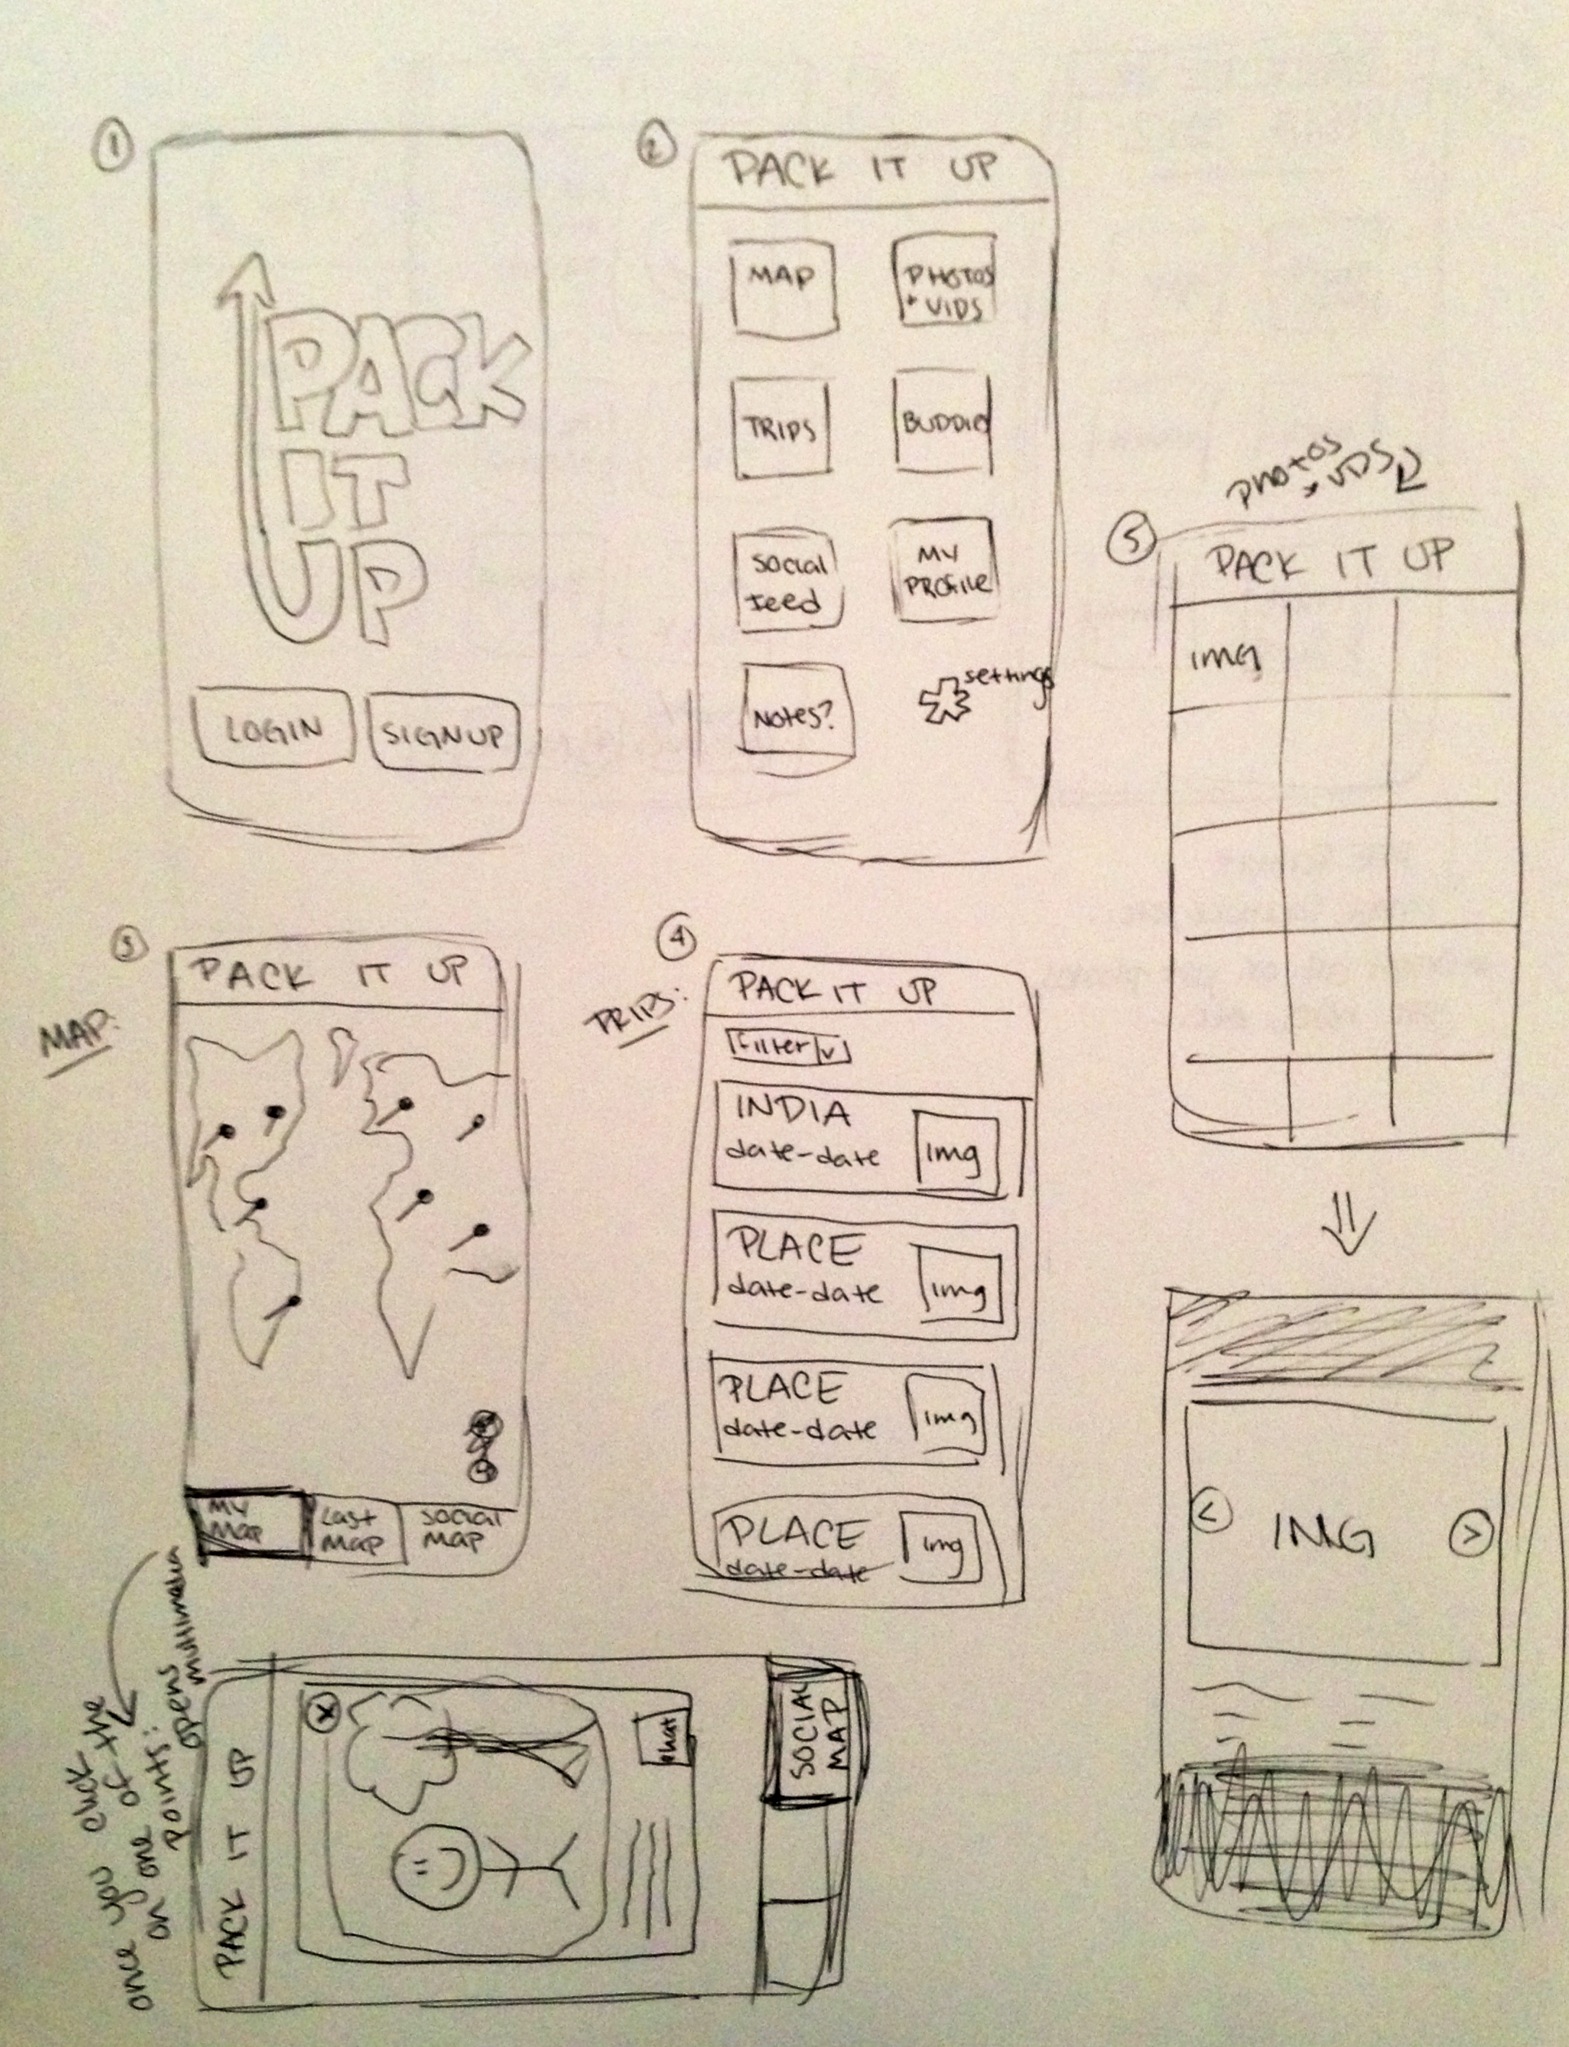 1
PACK
IT
UP
LOGIN
SIGNUP
2
PACK IT UP
MAP
PHOTOS
+ VIDS
TRIPS
BUDDIE
Social
feed
MY
PROFILE
Notes?
settings
3
MAP:
PACK IT UP
MY
MAP
Last
MAP
Social
MAP
once you click the
on one of the
points: opens
multimedia
PACK IT UP
X
chat
SOCIAL
MAP
4
TRIPS:
PACK IT UP
Filter v
INDIA
date-date
img
PLACE
date-date
img
PLACE
date-date
img
PLACE
date-date
img
photos
+ VDS
5
PACK IT UP
IMG
<
IMG
>